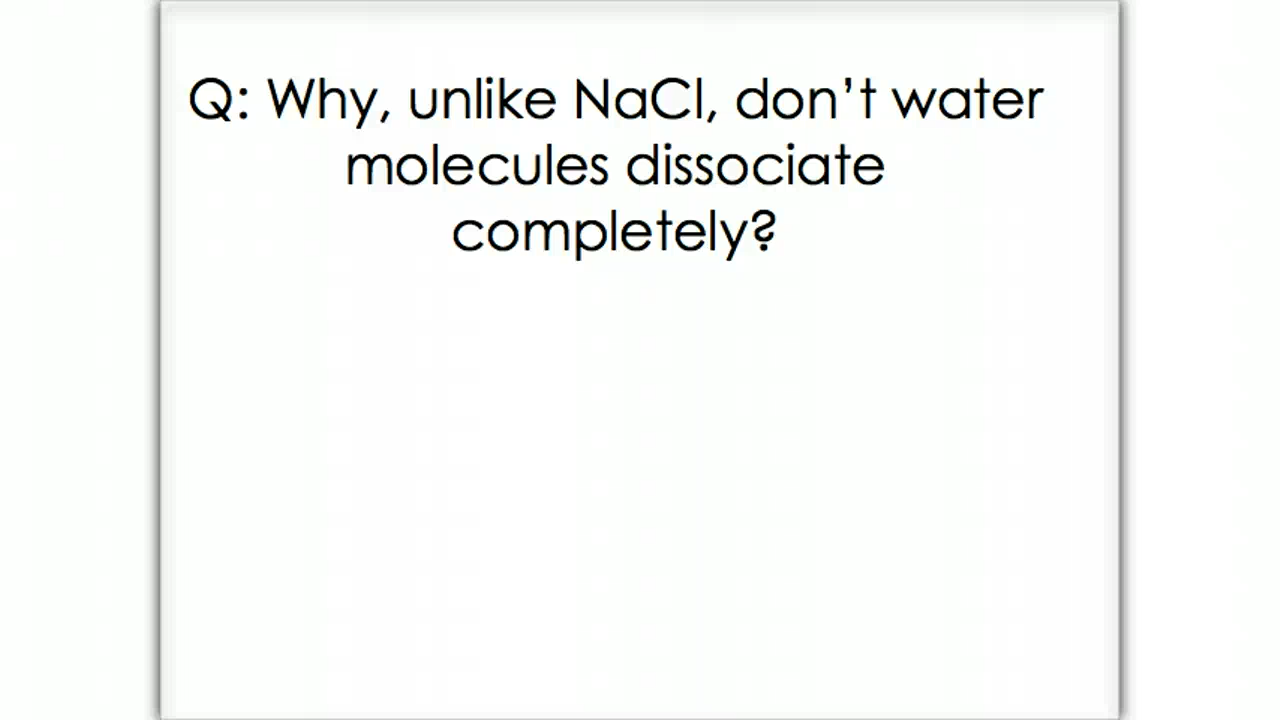 Q: Why, unlike NaCl, don’t water
molecules dissociate
completely?